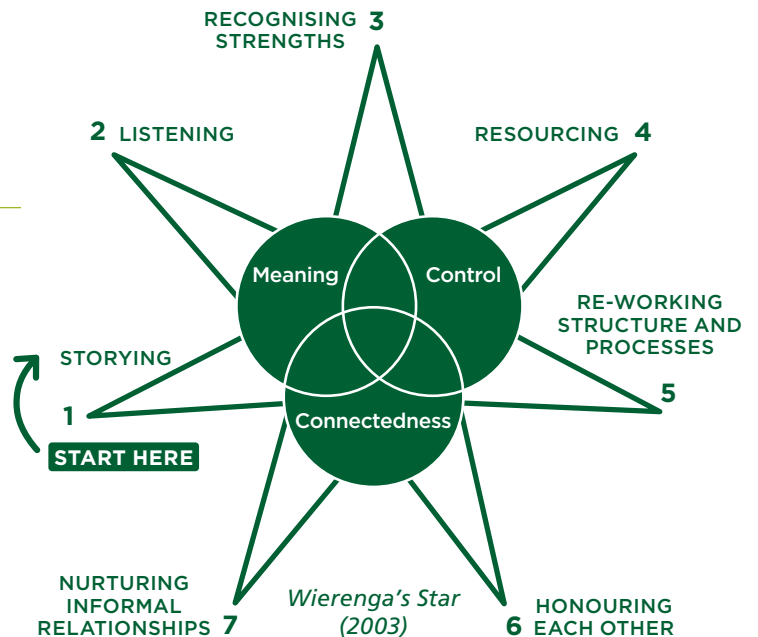 RECOGNISING 3
STRENGTHS
2 LISTENING
RESOURCING 4
Meaning
Control
RE-WORKING
STRUCTURE AND
PROCESSES
5
STORYING
1
START HERE
Connectedness
NURTURING
INFORMAL
RELATIONSHIPS 7
Wierenga's Star
(2003)
HONOURING
6 EACH OTHER